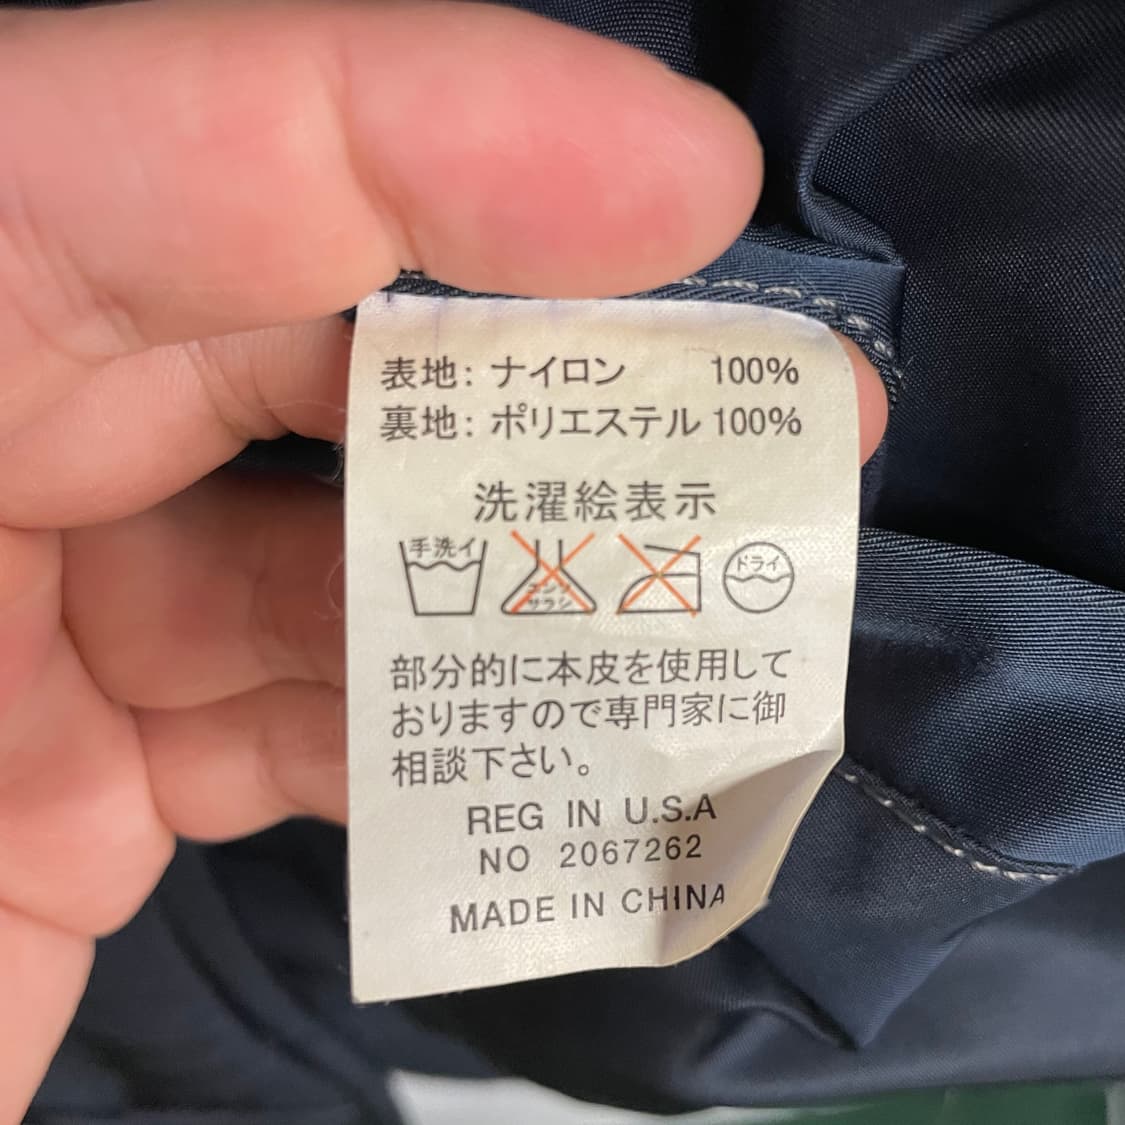 表地: ナイロン 100%
裏地: ポリエステル 100%
洗濯絵表示
手洗イ エンソ ドライ
サラシ
部分的に本皮を使用して
おりますので専門家に御
相談下さい。
REG IN U.S.A
NO 2067262
MADE IN CHINA